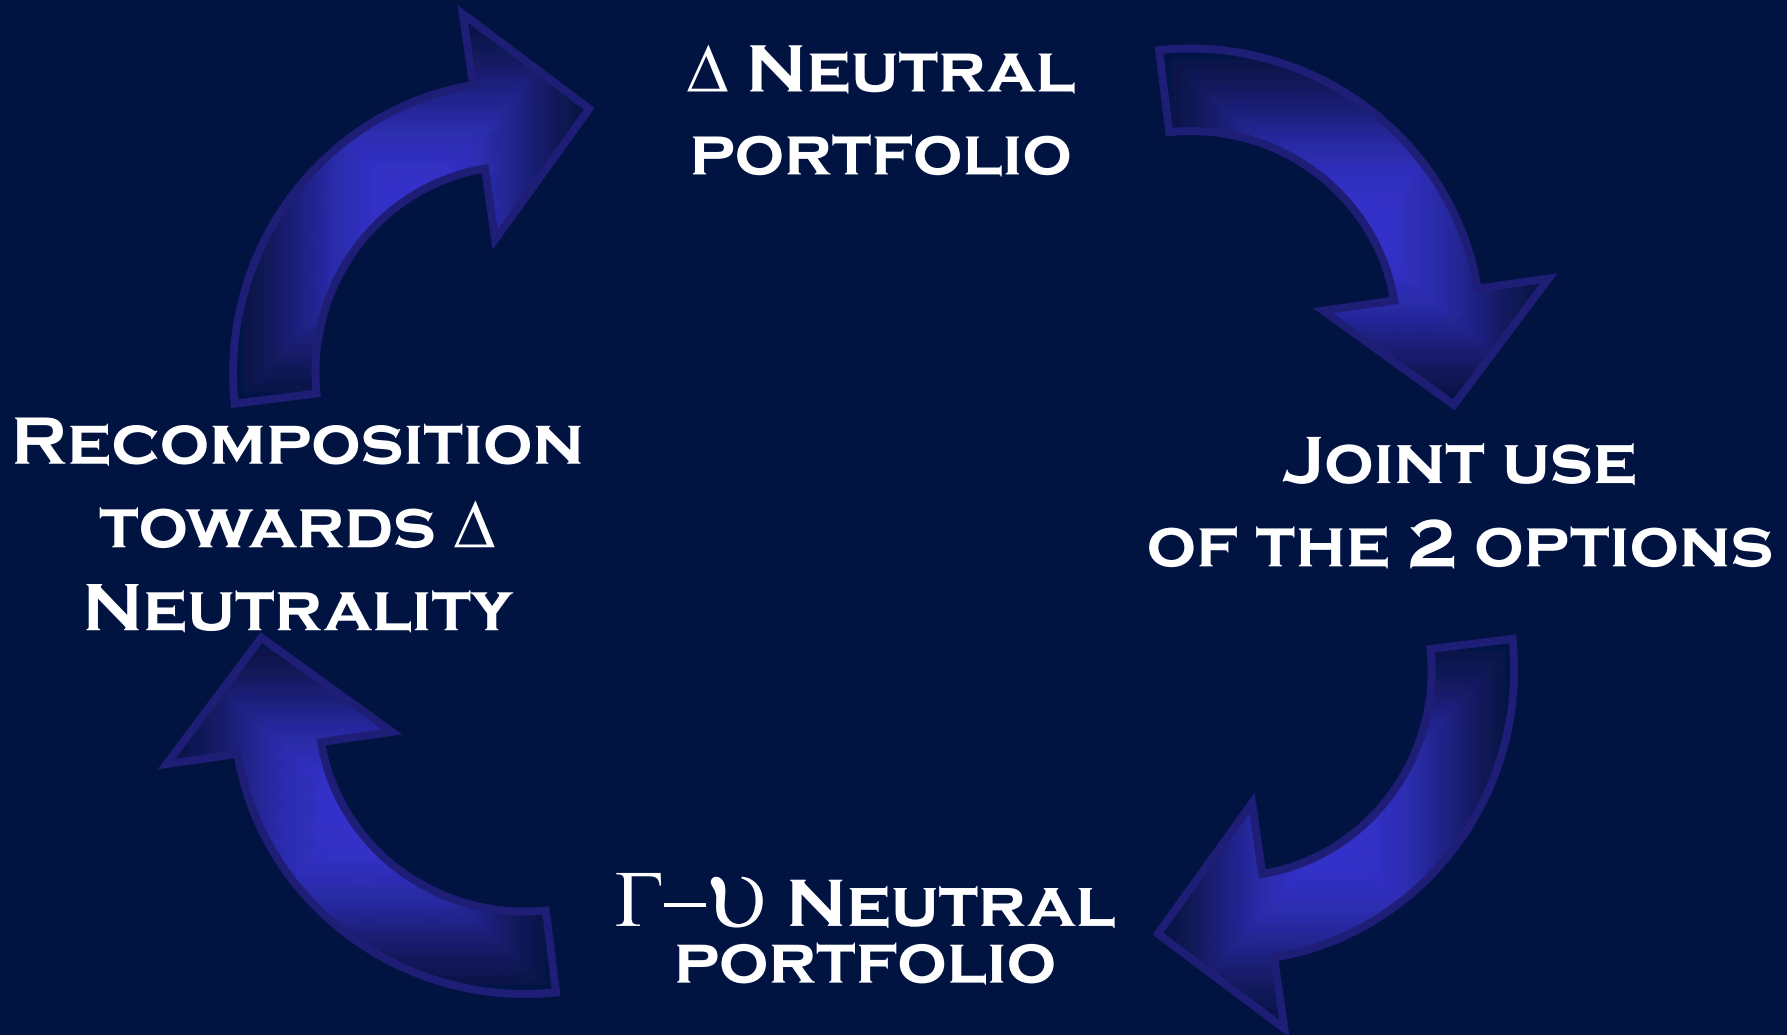 Δ Neutral
portfolio
Joint use
of the 2 options
Γ–υ Neutral
portfolio
Recomposition
towards Δ
Neutrality